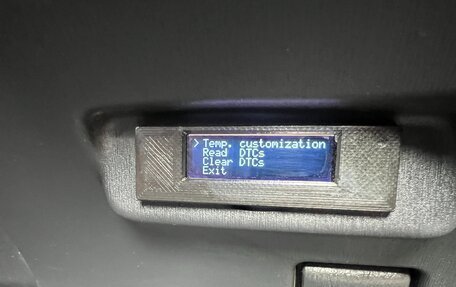 > Temp. customization
Read DTCs
Clear DTCs
Exit